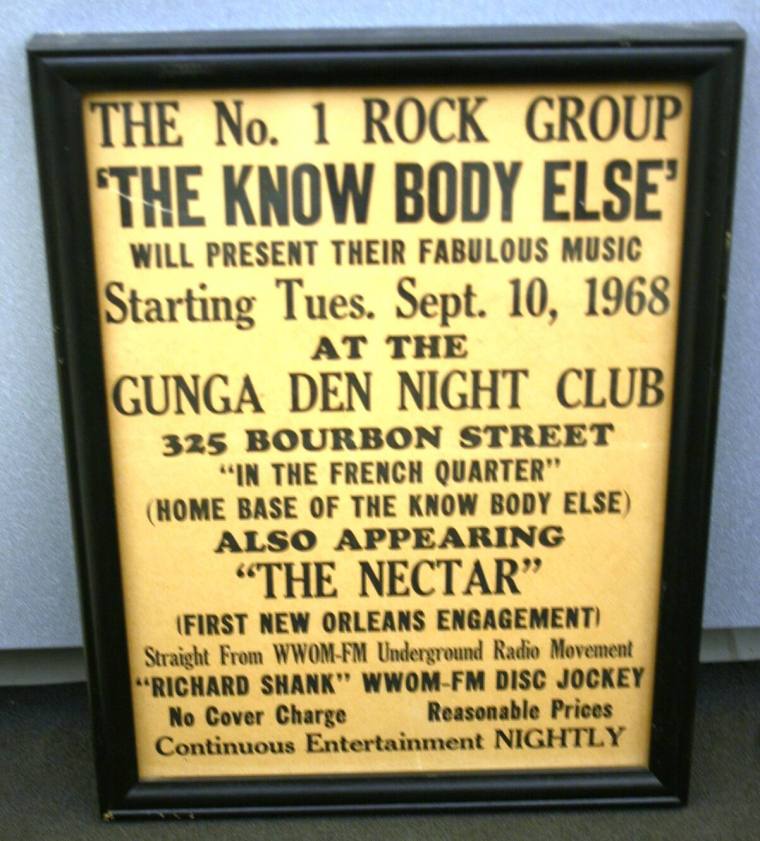 THE No. 1 ROCK GROUP
'THE KNOW BODY ELSE'
WILL PRESENT THEIR FABULOUS MUSIC
Starting Tues. Sept. 10, 1968
AT THE
GUNGA DEN NIGHT CLUB
325 BOURBON STREET
"IN THE FRENCH QUARTER"
(HOME BASE OF THE KNOW BODY ELSE)
ALSO APPEARING
"THE NECTAR"
(FIRST NEW ORLEANS ENGAGEMENT)
Straight From WWOM-FM Underground Radio Movement
"RICHARD SHANK" WWOM-FM DISC JOCKEY
No Cover Charge Reasonable Prices
Continuous Entertainment NIGHTLY